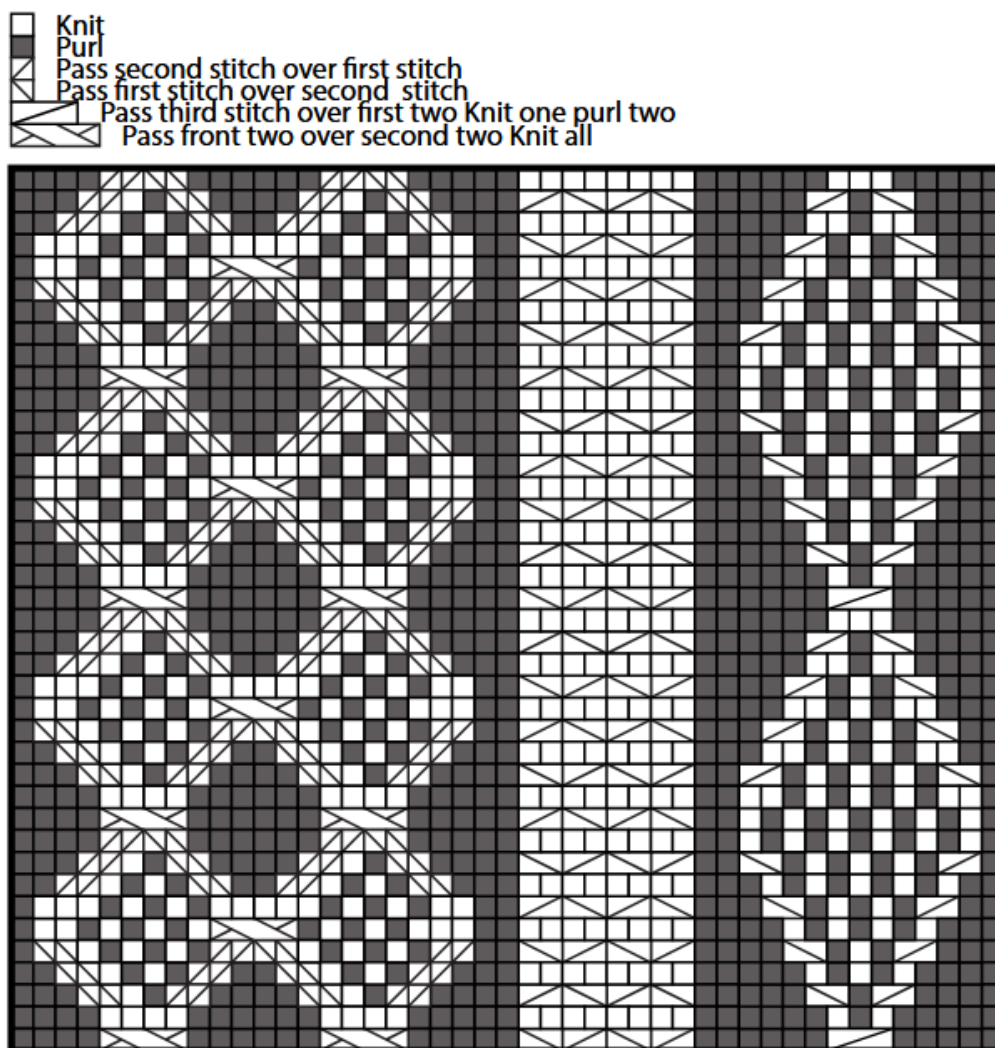 Knit
Purl
Pass second stitch over first stitch
Pass first stitch over second  stitch
Pass third stitch over first two Knit one purl two
Pass front two over second two Knit all